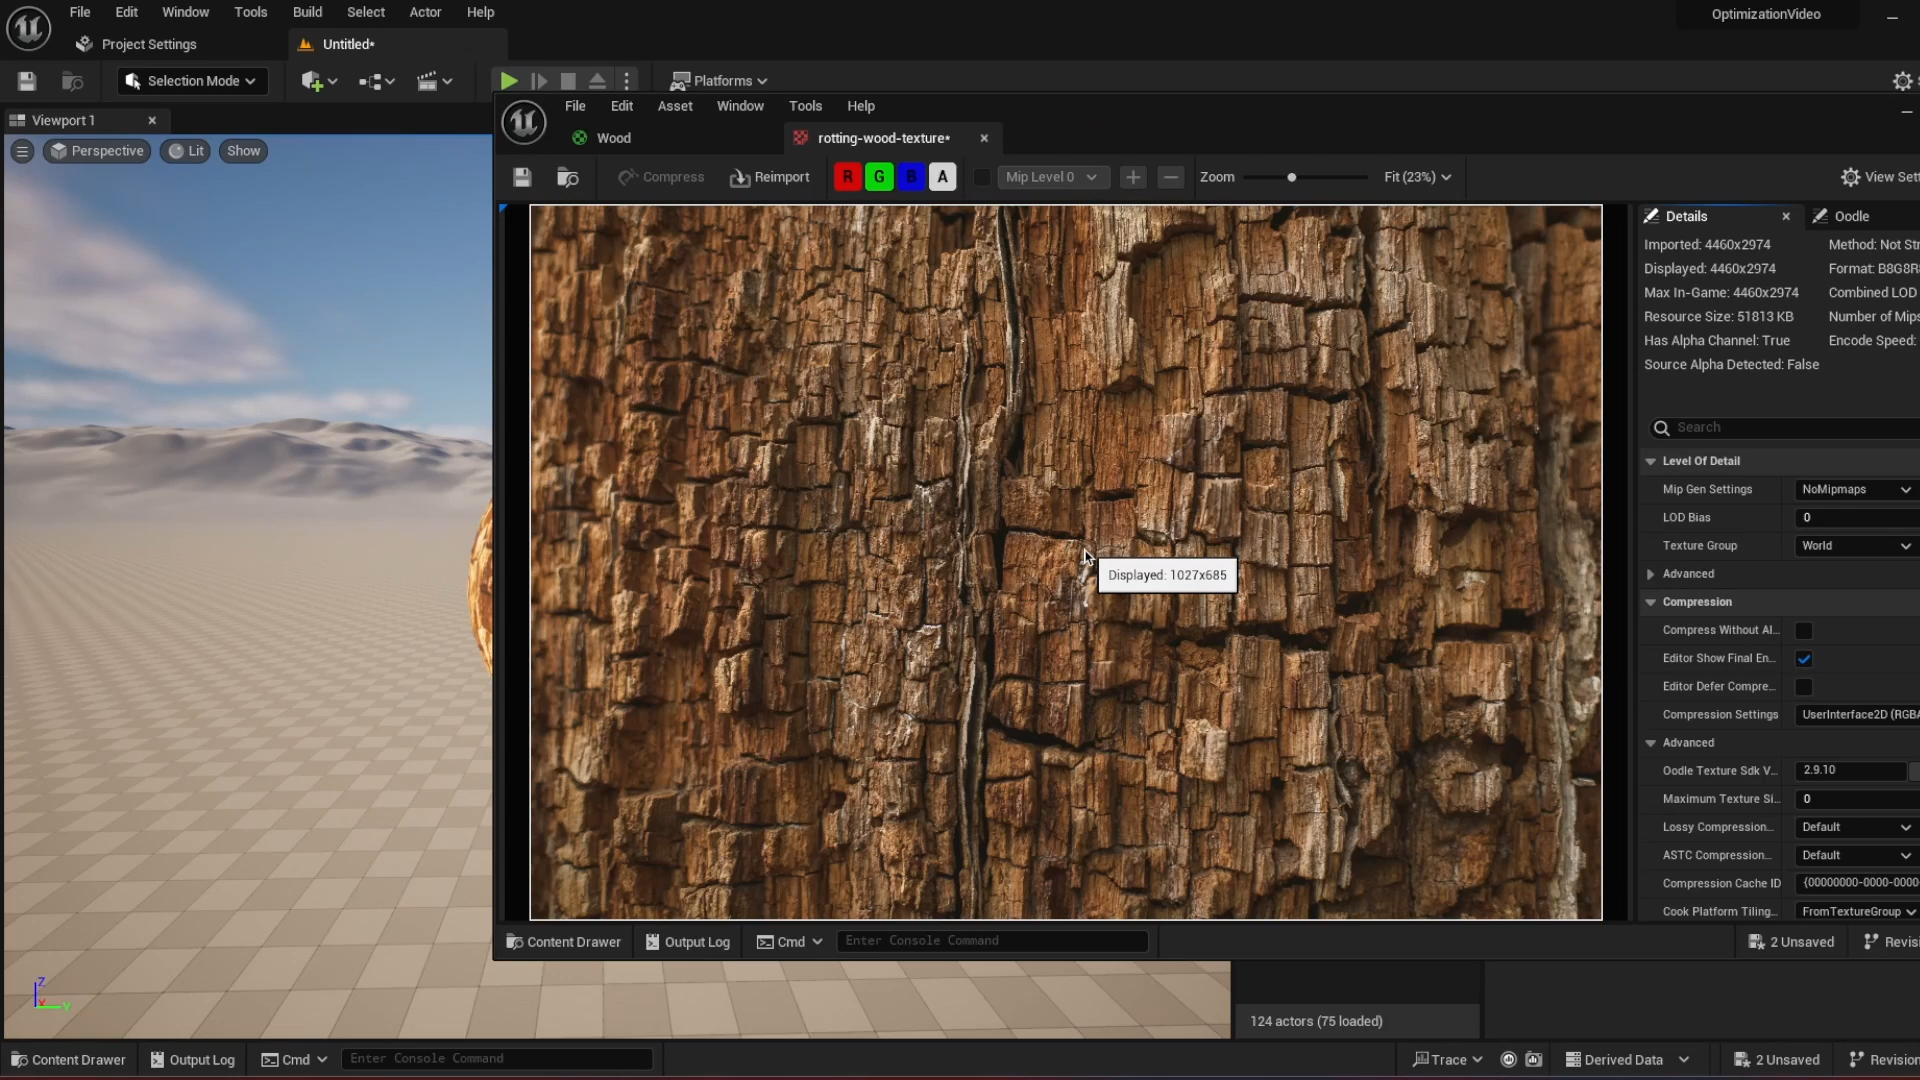 File Edit Window Tools Build Select Actor Help
OptimizationVideo
Project Settings
Untitled*
Selection Mode
Platforms
Viewport 1
Perspective
Lit
Show
File Edit Asset Window Tools Help
Wood
rotting-wood-texture*
Compress
Reimport
R G B A
Mip Level 0
Zoom
Fit (23%)
View Sett
Details
Oodle
Imported: 4460x2974
Method: Not Str
Displayed: 4460x2974
Format: B8G8R8
Max In-Game: 4460x2974
Combined LOD
Resource Size: 51813 KB
Number of Mips
Has Alpha Channel: True
Encode Speed:
Source Alpha Detected: False
Search
Level Of Detail
Mip Gen Settings
NoMipmaps
LOD Bias
0
Texture Group
World
Advanced
Compression
Compress Without Al...
Editor Show Final En...
Editor Defer Compre...
Compression Settings
UserInterface2D (RGBA
Advanced
Oodle Texture Sdk V...
2.9.10
Maximum Texture Si...
0
Lossy Compression...
Default
ASTC Compression...
Default
Compression Cache ID
{00000000-0000-0000-
Cook Platform Tiling...
FromTextureGroup
Displayed: 1027x685
Content Drawer
Output Log
Cmd
Enter Console Command
2 Unsaved
Revisi
Z
X
Y
124 actors (75 loaded)
Content Drawer
Output Log
Cmd
Enter Console Command
Trace
Derived Data
2 Unsaved
Revision